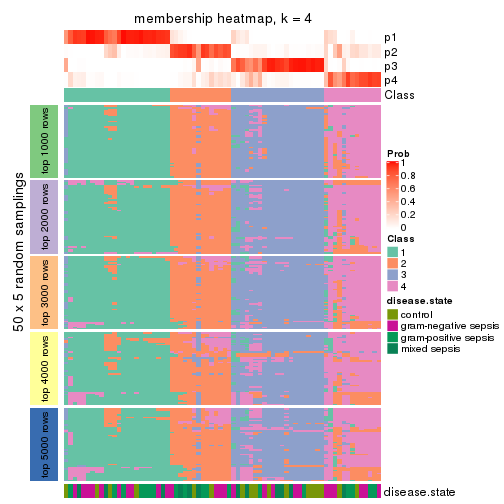 membership heatmap, k = 4
p1
p2
p3
p4
Class
50 x 5 random samplings
top 1000 rows
top 2000 rows
top 3000 rows
top 4000 rows
top 5000 rows
Prob
1
0.8
0.6
0.4
0.2
0
Class
1
2
3
4
disease.state
control
gram-negative sepsis
gram-positive sepsis
mixed sepsis
disease.state